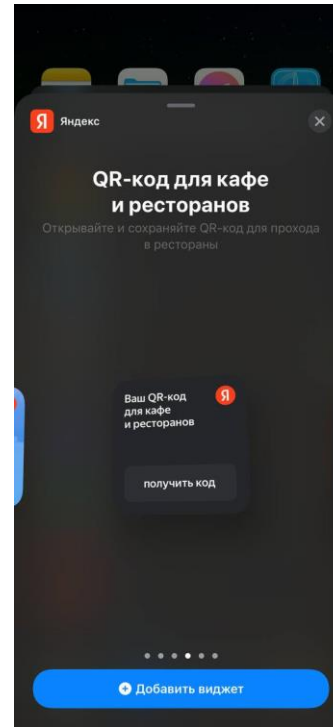 Я Яндекс
QR-код для кафе
и ресторанов
Открывайте и сохраняйте QR-код для прохода
в рестораны
Ваш QR-код
для кафе
и ресторанов
Я
получить код
Добавить виджет